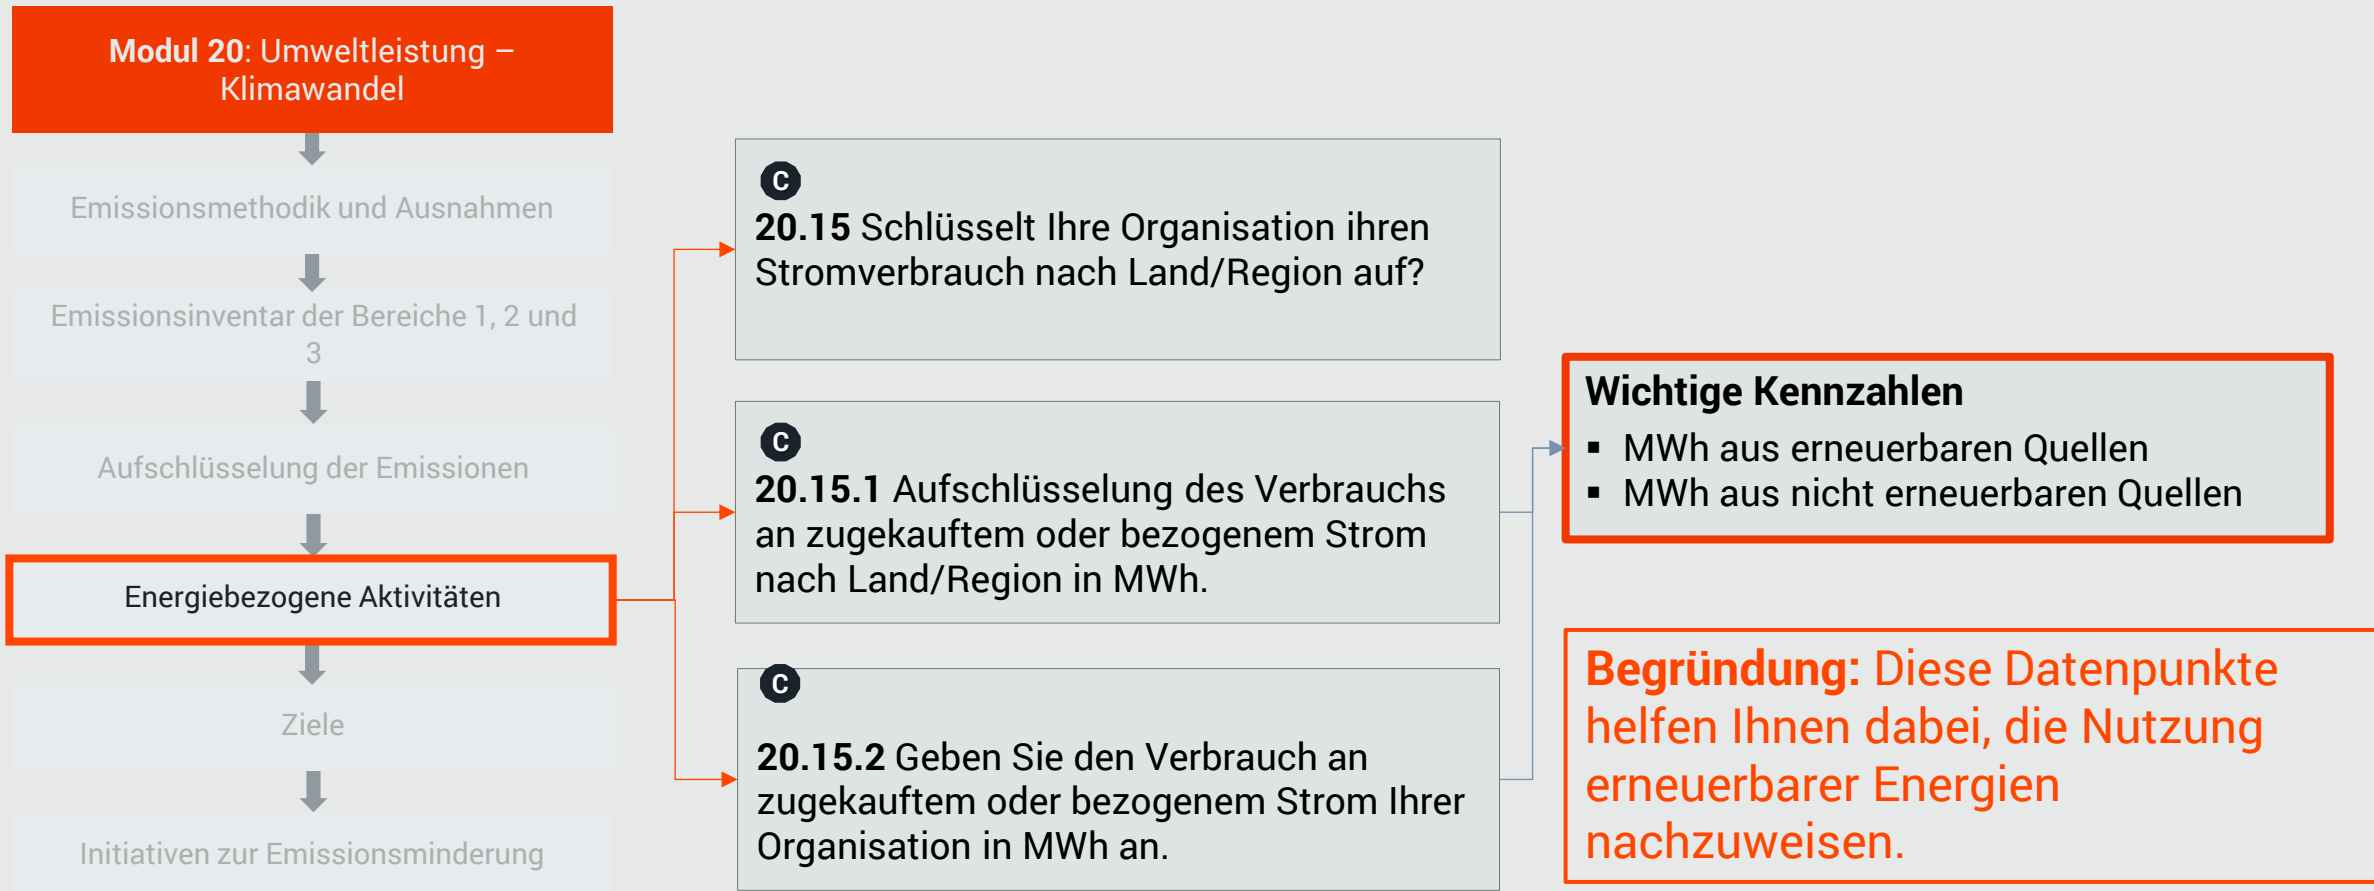 Modul 20: Umweltleistung –
Klimawandel
Emissionsmethodik und Ausnahmen
Emissionsinventar der Bereiche 1, 2 und
3
Aufschlüsselung der Emissionen
Energiebezogene Aktivitäten
Ziele
Initiativen zur Emissionsminderung
C
20.15 Schlüsselt Ihre Organisation ihren
Stromverbrauch nach Land/Region auf?
C
20.15.1 Aufschlüsselung des Verbrauchs
an zugekauftem oder bezogenem Strom
nach Land/Region in MWh.
C
20.15.2 Geben Sie den Verbrauch an
zugekauftem oder bezogenem Strom Ihrer
Organisation in MWh an.
Wichtige Kennzahlen
▪ MWh aus erneuerbaren Quellen
▪ MWh aus nicht erneuerbaren Quellen
Begründung: Diese Datenpunkte
helfen Ihnen dabei, die Nutzung
erneuerbarer Energien
nachzuweisen.